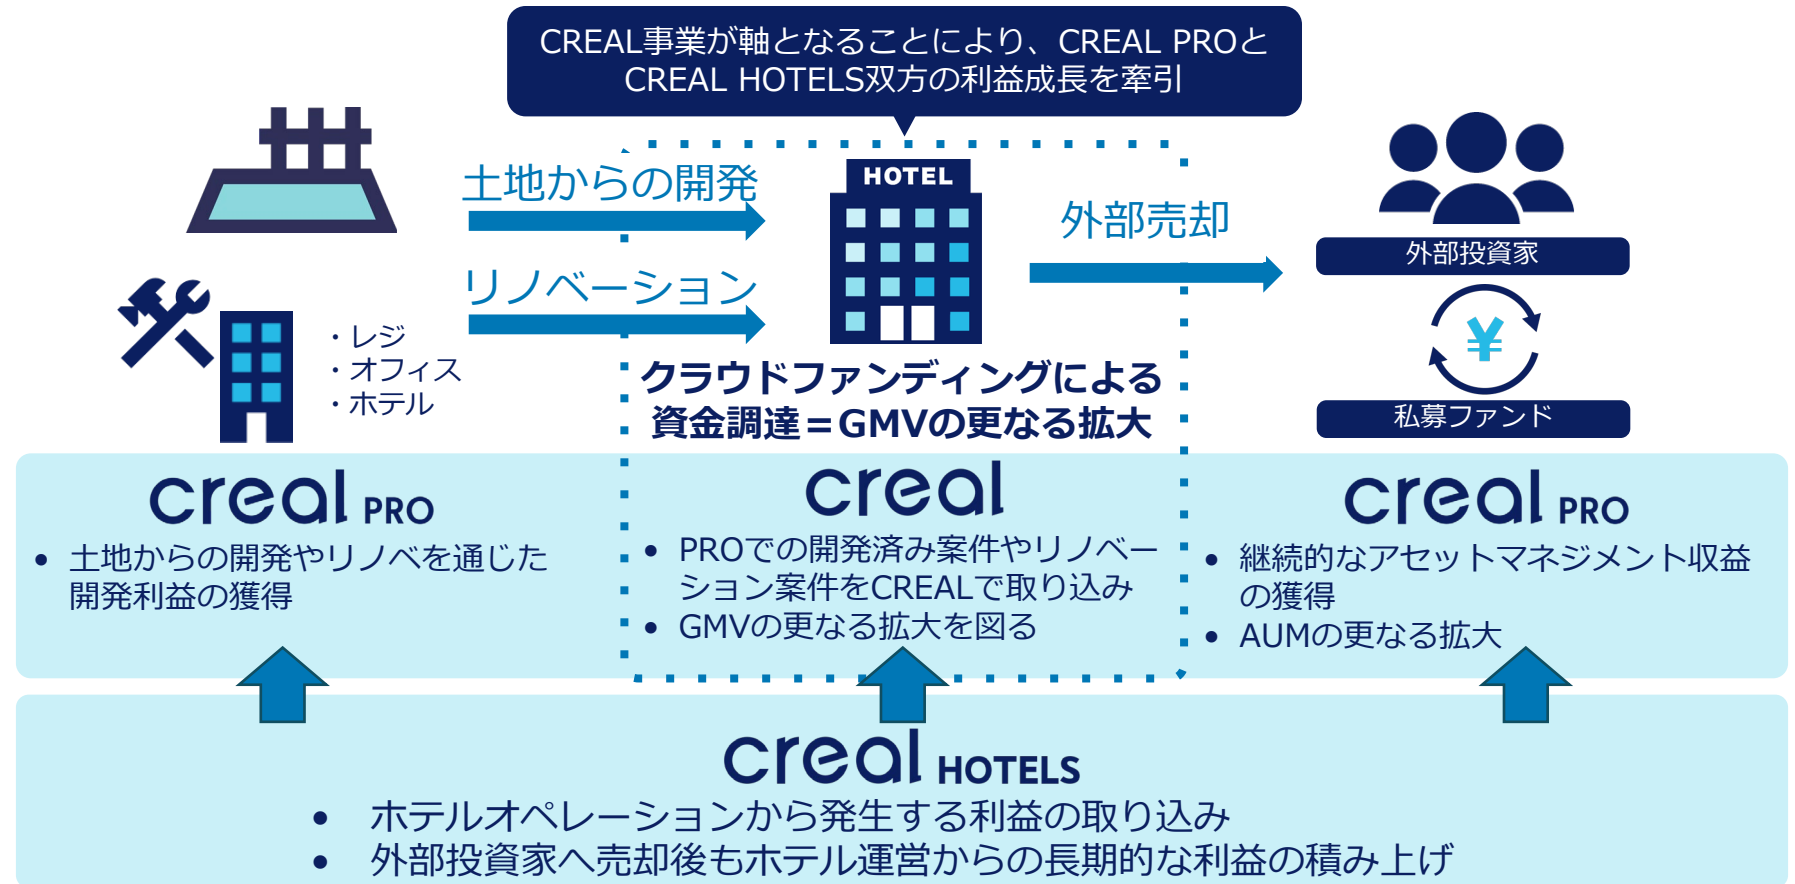 CREAL事業が軸となることにより、CREAL PROと
CREAL HOTELS双方の利益成長を牽引
土地からの開発
リノベーション
・レジ
・オフィス
・ホテル
HOTEL
外部売却
クラウドファンディングによる
資金調達＝GMVの更なる拡大
外部投資家
¥
私募ファンド
creal PRO
• 土地からの開発やリノベを通じた
開発利益の獲得
creal
• PROでの開発済み案件やリノベー
ション案件をCREALで取り込み
• GMVの更なる拡大を図る
creal PRO
• 継続的なアセットマネジメント収益
の獲得
• AUMの更なる拡大
creal HOTELS
• ホテルオペレーションから発生する利益の取り込み
• 外部投資家へ売却後もホテル運営からの長期的な利益の積み上げ